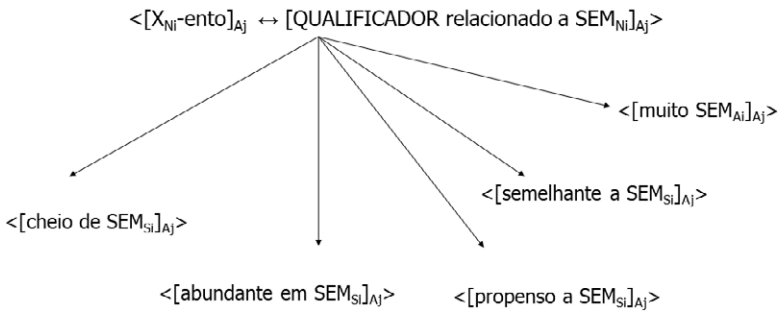 <[X_Ni-ento]_Aj ↔ [QUALIFICADOR relacionado a SEM_Ni]_Aj>
<[muito SEM_Ai]_Aj>
<[semelhante a SEM_Si]_Aj>
<[cheio de SEM_Si]_Aj>
<[abundante em SEM_Si]_Aj>
<[propenso a SEM_Si]_Aj>